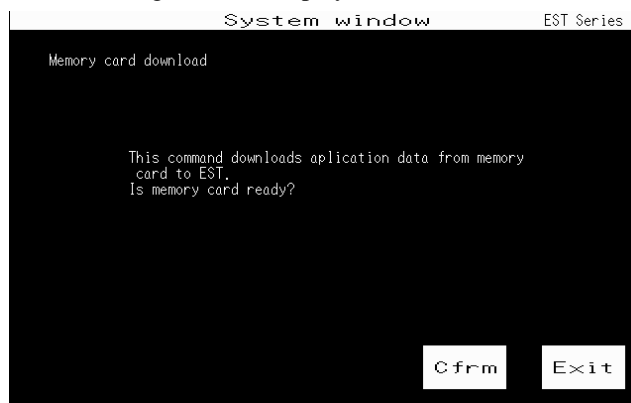 System window EST Series
Memory card download
This command downloads aplication data from memory
card to EST.
Is memory card ready?
Cfrm Exit